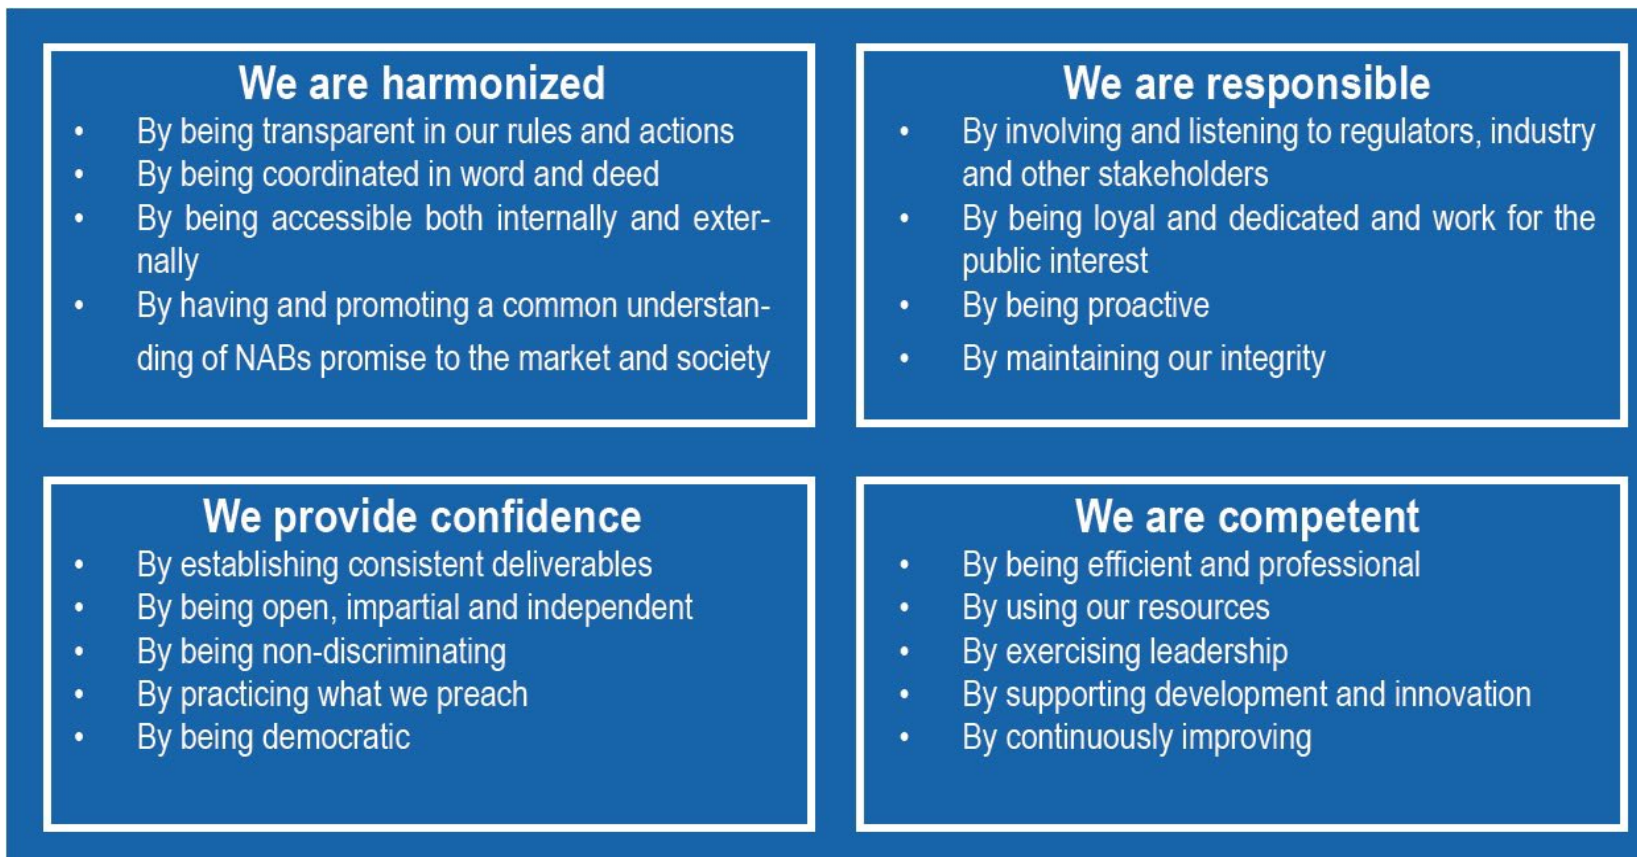 We are harmonized
• By being transparent in our rules and actions
• By being coordinated in word and deed
• By being accessible both internally and exter-
nally
• By having and promoting a common understan-
ding of NABs promise to the market and society
We are responsible
• By involving and listening to regulators, industry
and other stakeholders
• By being loyal and dedicated and work for the
public interest
• By being proactive
• By maintaining our integrity
We provide confidence
• By establishing consistent deliverables
• By being open, impartial and independent
• By being non-discriminating
• By practicing what we preach
• By being democratic
We are competent
• By being efficient and professional
• By using our resources
• By exercising leadership
• By supporting development and innovation
• By continuously improving